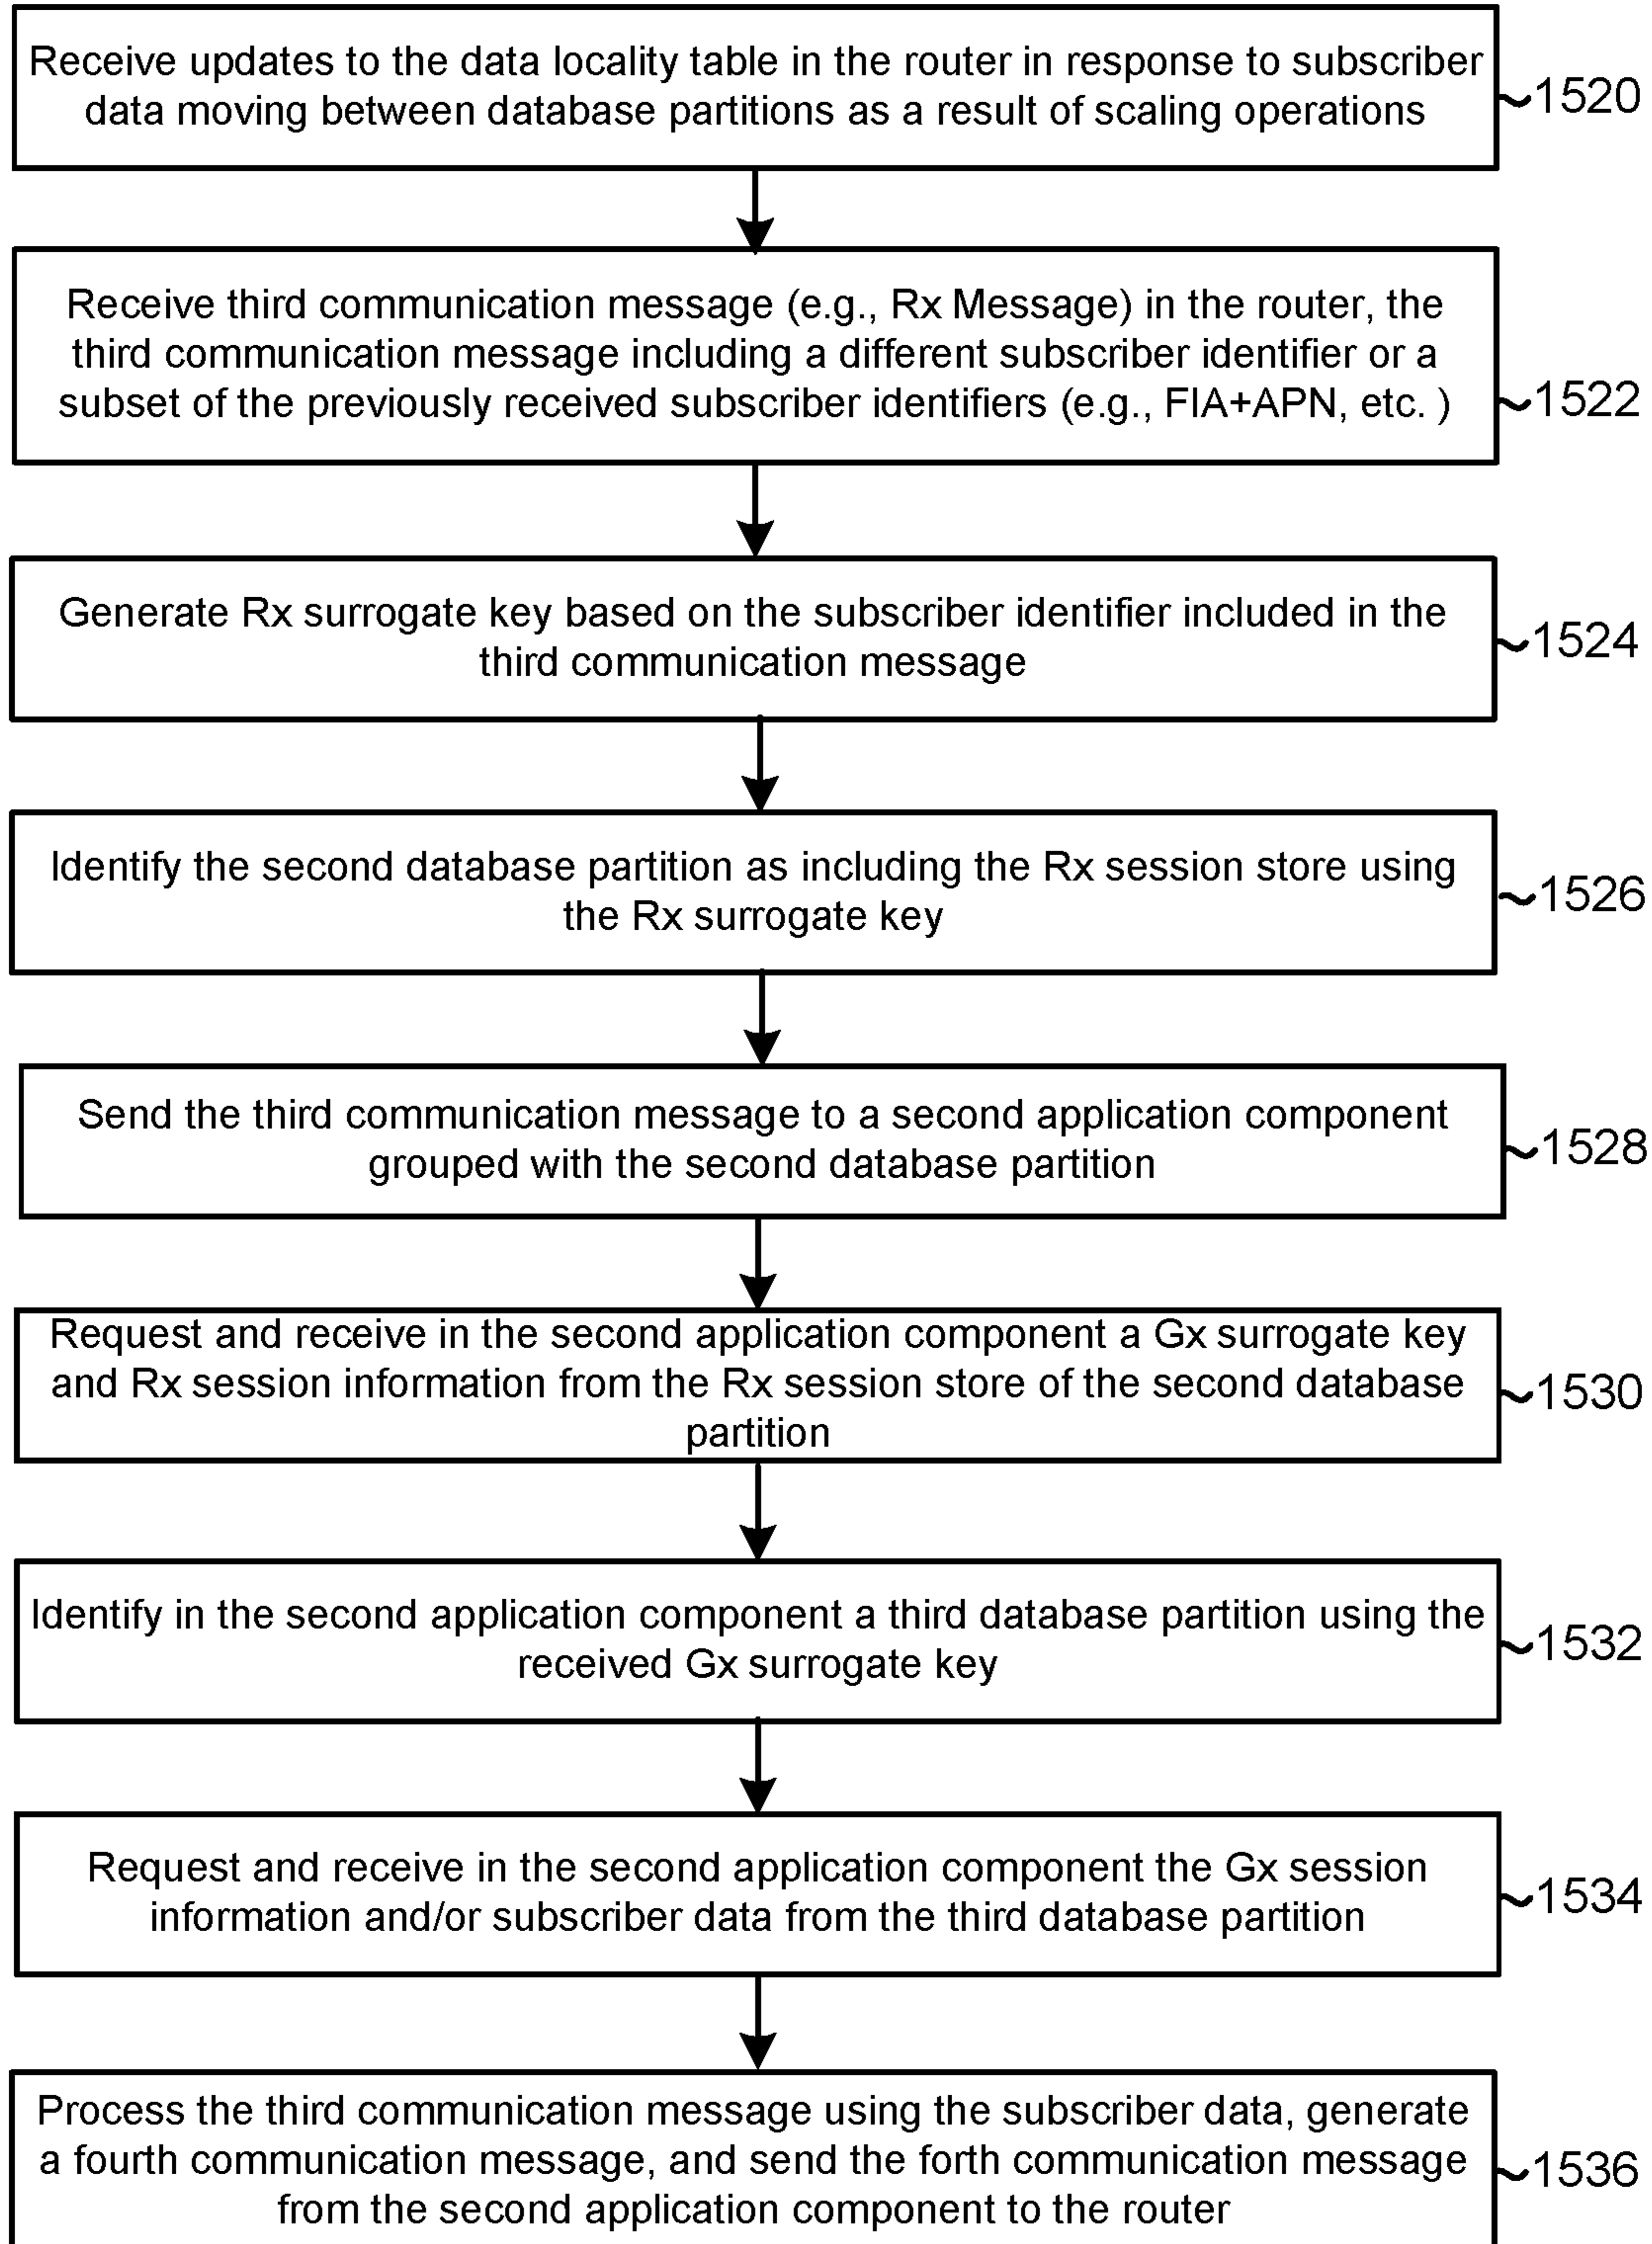 Receive updates to the data locality table in the router in response to subscriber
data moving between database partitions as a result of scaling operations
1520
Receive third communication message (e.g., Rx Message) in the router, the
third communication message including a different subscriber identifier or a
subset of the previously received subscriber identifiers (e.g., FIA+APN, etc. )
1522
Generate Rx surrogate key based on the subscriber identifier included in the
third communication message
1524
Identify the second database partition as including the Rx session store using
the Rx surrogate key
1526
Send the third communication message to a second application component
grouped with the second database partition
1528
Request and receive in the second application component a Gx surrogate key
and Rx session information from the Rx session store of the second database
partition
1530
Identify in the second application component a third database partition using the
received Gx surrogate key
1532
Request and receive in the second application component the Gx session
information and/or subscriber data from the third database partition
1534
Process the third communication message using the subscriber data, generate
a fourth communication message, and send the forth communication message
from the second application component to the router
1536